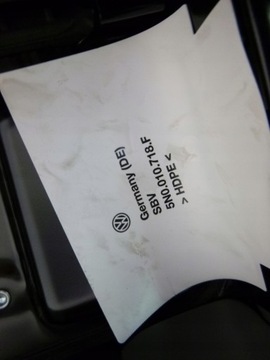 Germany (DE)
SBV
5N0.010.718.F
> HDPE <